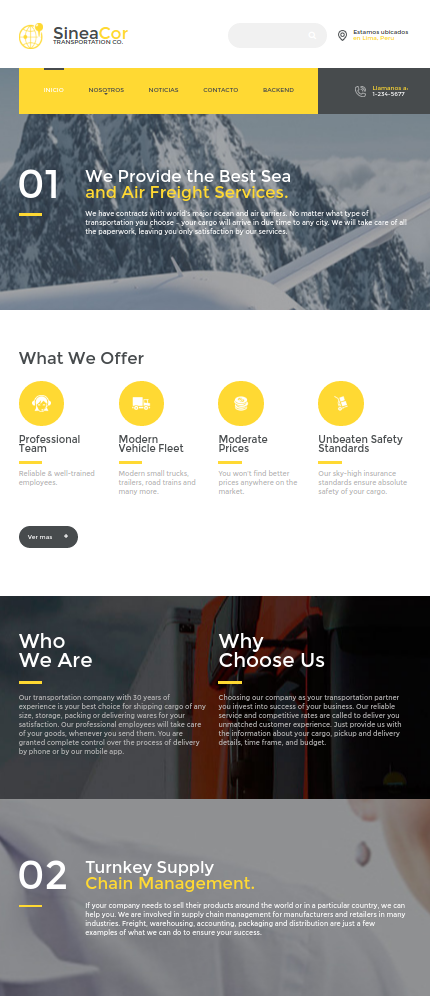 SineaCor
TRANSPORTATION CO.
Estamos ubicados
en Lima, Peru
INICIO
NOSOTROS
NOTICIAS
CONTACTO
BACKEND
Llamanos a:
1-234-5677
01
We Provide the Best Sea
and Air Freight Services.
We have contracts with world's major ocean and air carriers. No matter what type of
transportation you choose – your cargo will arrive in due time to any city. We will take care of all
the paperwork, leaving you only satisfaction by our services.
What We Offer
Professional
Team
Reliable & well-trained
employees.
Modern
Vehicle Fleet
Modern small trucks,
trailers, road trains and
many more.
Moderate
Prices
You won't find better
prices anywhere on the
market.
Unbeaten Safety
Standards
Our sky-high insurance
standards ensure absolute
safety of your cargo.
Ver mas
Who
We Are
Our transportation company with 30 years of
experience is your best choice for shipping cargo of any
size, storage, packing or delivering wares for your
satisfaction. Our professional employees will take care
of your goods, whenever you send them. You are
granted complete control over the process of delivery
by phone or by our mobile app.
Why
Choose Us
Choosing our company as your transportation partner
you invest into success of your business. Our reliable
service and competitive rates are called to deliver you
unmatched customer experience. Just provide us with
the information about your cargo, pickup and delivery
details, time frame, and budget.
02
Turnkey Supply
Chain Management.
If your company needs to sell their products around the world or in a particular country, we can
help you. We are involved in supply chain management for manufacturers and retailers in many
industries. Freight, warehousing, accounting, packaging and distribution are just a few
examples of what we can do to ensure your success.